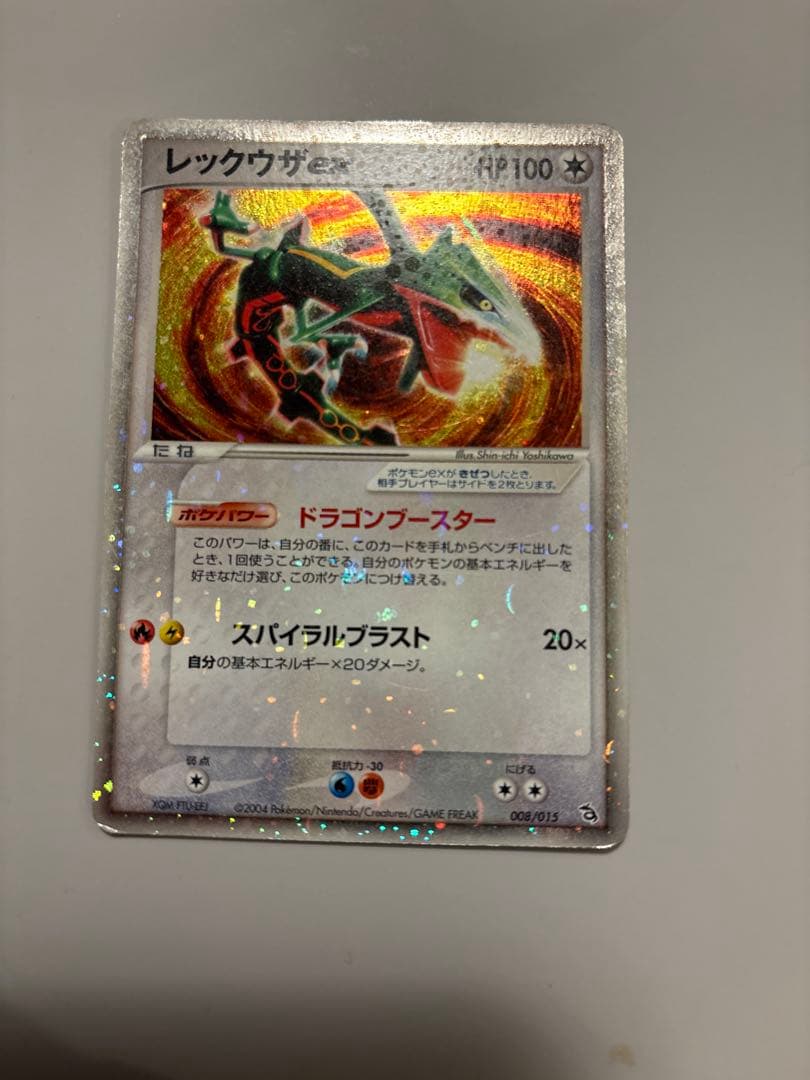 レックウザex HP100
たね
Illus.Shin-ichi Yoshikawa
ポケモンexがきぜつしたとき、
相手プレイヤーはサイドを2枚とります。
ポケパワー ドラゴンブースター
このパワーは、自分の番に、このカードを手札からベンチに出した
とき、1回使うことができる。自分のポケモンの基本エネルギーを
好きなだけ選び、このポケモンにつけ替える。
スパイラルブラスト 20×
自分の基本エネルギー×20ダメージ。
弱点 抵抗力 -30 にげる
©2004 Pokémon/Nintendo/Creatures/GAME FREAK 008/015